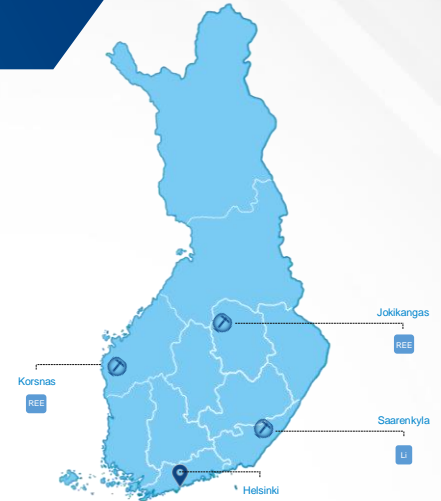 Jokikangas
REE
Korsnas
REE
Saarenkyla
Li
Helsinki